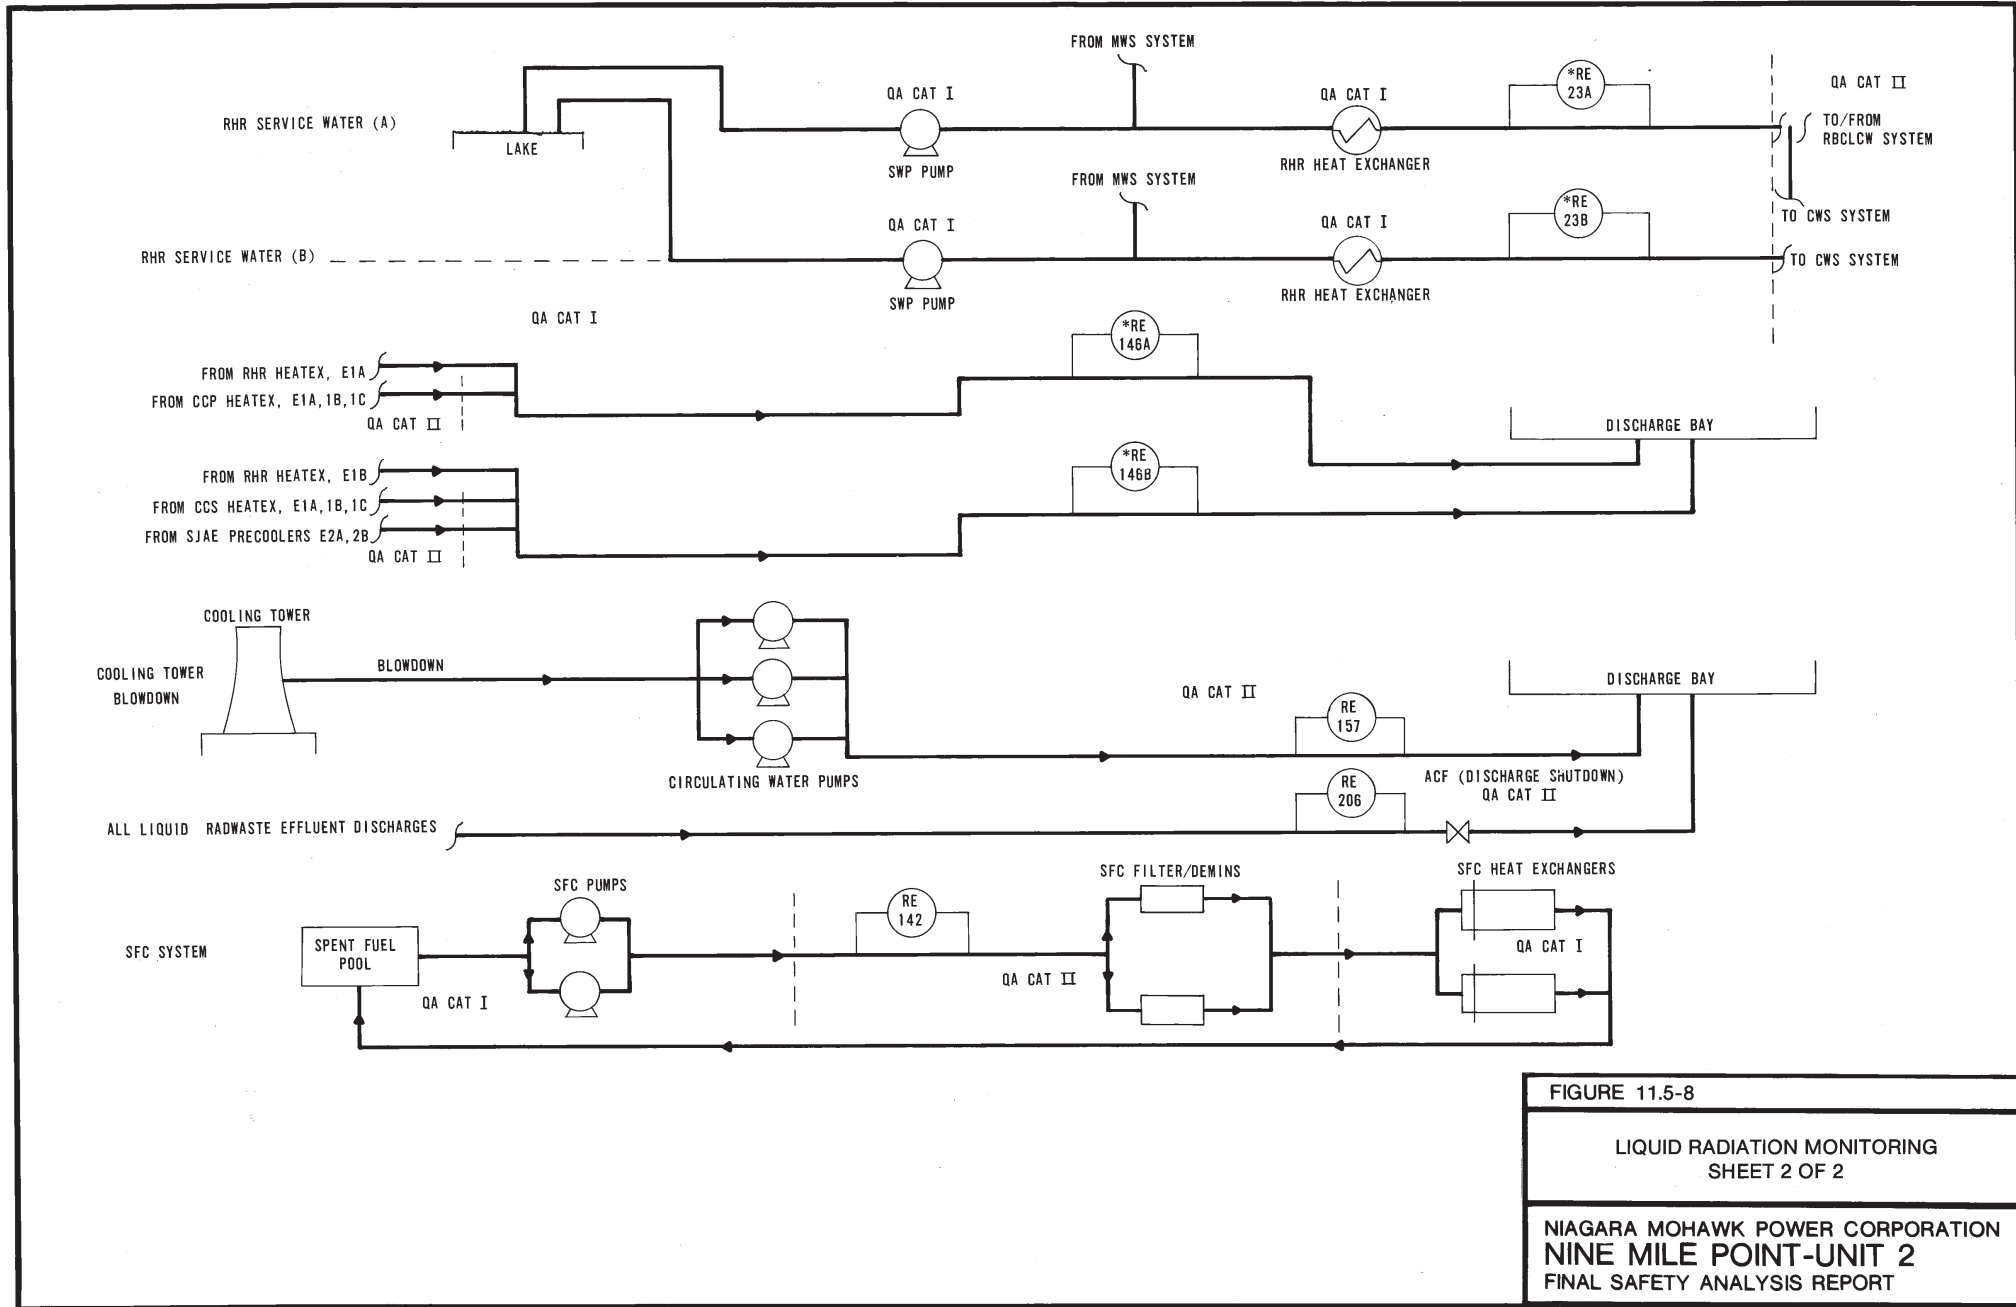 FROM MWS SYSTEM
RHR SERVICE WATER (A)
LAKE
QA CAT I
SWP PUMP
QA CAT I
RHR HEAT EXCHANGER
*RE
23A
QA CAT II
TO/FROM
RBCLCW SYSTEM
TO CWS SYSTEM
FROM MWS SYSTEM
RHR SERVICE WATER (B)
QA CAT I
SWP PUMP
QA CAT I
RHR HEAT EXCHANGER
*RE
23B
TO CWS SYSTEM
QA CAT I
FROM RHR HEATEX, E1A
FROM CCP HEATEX, E1A,1B,1C
QA CAT II
*RE
146A
DISCHARGE BAY
FROM RHR HEATEX, E1B
FROM CCS HEATEX, E1A,1B,1C
FROM SJAE PRECOOLERS E2A,2B
QA CAT II
*RE
146B
COOLING TOWER
COOLING TOWER
BLOWDOWN
BLOWDOWN
CIRCULATING WATER PUMPS
QA CAT II
RE
157
DISCHARGE BAY
ACF (DISCHARGE SHUTDOWN)
QA CAT II
RE
206
ALL LIQUID RADWASTE EFFLUENT DISCHARGES
SFC SYSTEM
SPENT FUEL
POOL
QA CAT I
SFC PUMPS
RE
142
QA CAT II
SFC FILTER/DEMINS
SFC HEAT EXCHANGERS
QA CAT I
FIGURE 11.5-8
LIQUID RADIATION MONITORING
SHEET 2 OF 2
NIAGARA MOHAWK POWER CORPORATION
NINE MILE POINT-UNIT 2
FINAL SAFETY ANALYSIS REPORT